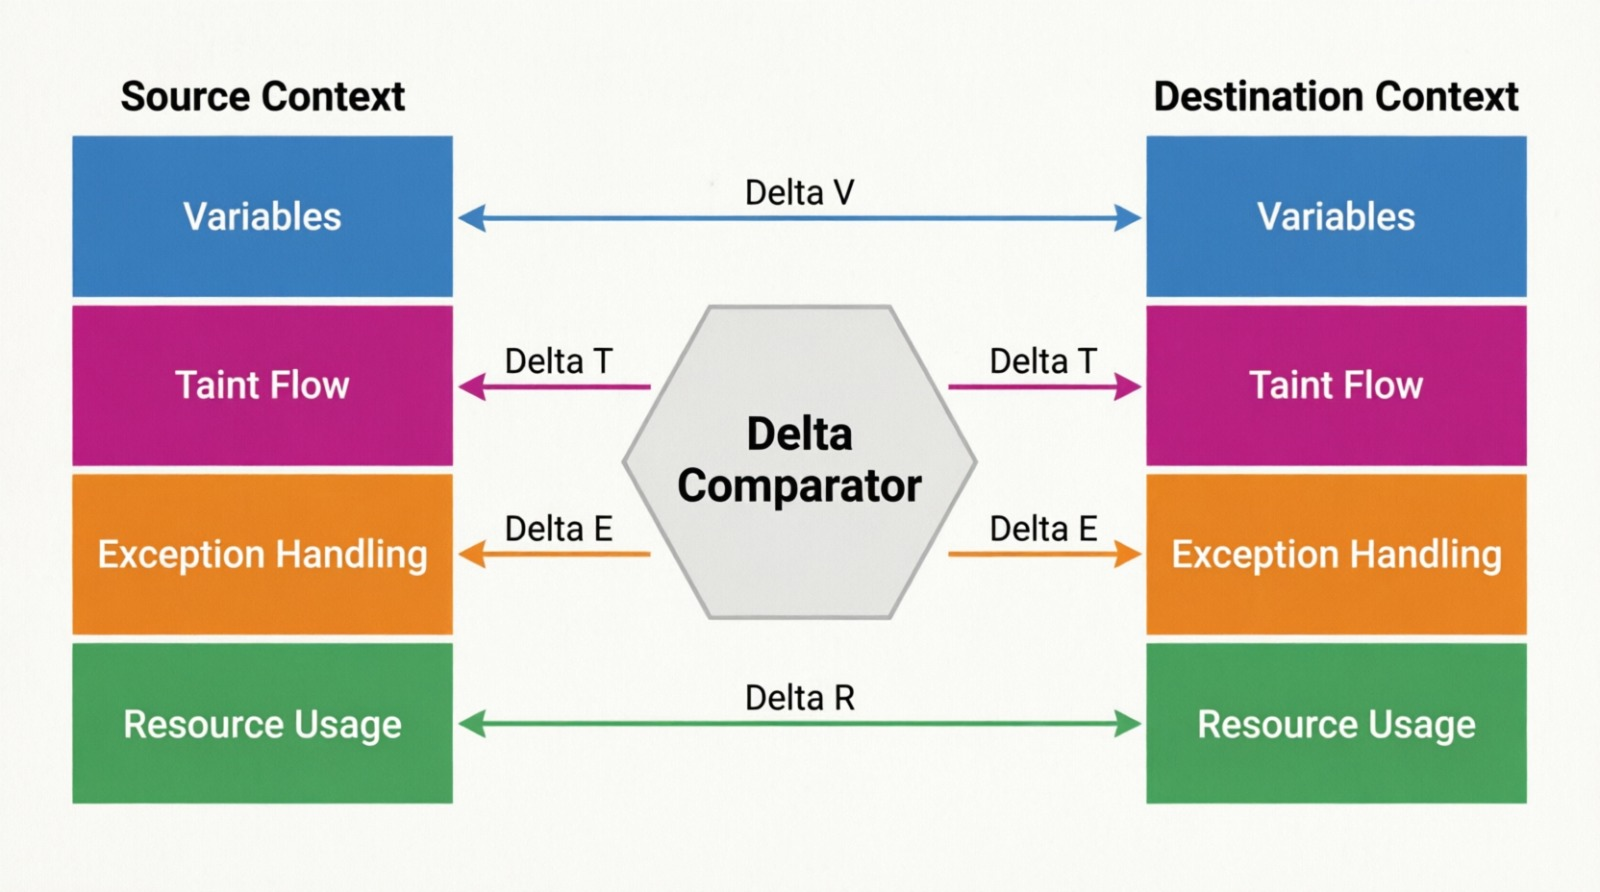 Source Context
Destination Context
Variables
Delta V
Variables
Taint Flow
Delta T
Delta T
Taint Flow
Delta
Comparator
Exception Handling
Delta E
Delta E
Exception Handling
Resource Usage
Delta R
Resource Usage